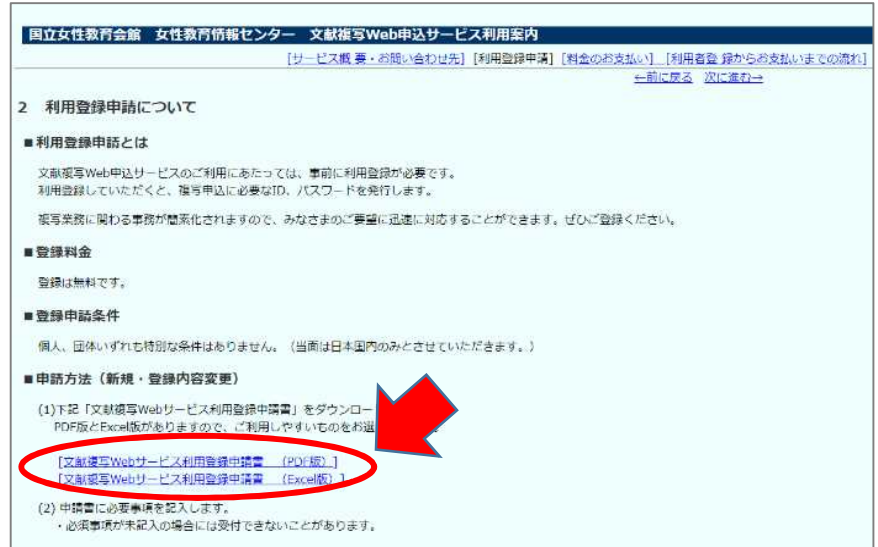 国立女性教育会館　女性教育情報センター　文献複写Web申込サービス利用案内
[サービス概 要・お問い合わせ先] [利用登録申請] [料金のお支払い] [利用者登 録からお支払いまでの流れ]
←前に戻る 次に進む→
2　利用登録申請について
■利用登録申請とは
文献複写Web申込サービスのご利用にあたっては、事前に利用登録が必要です。
利用登録していただくと、複写申込に必要なID、パスワードを発行します。
複写業務に関わる事務が簡素化されますので、みなさまのご要望に迅速に対応することができます。ぜひご登録ください。
■登録料金
登録は無料です。
■登録申請条件
個人、団体いずれも特別な条件はありません。（当面は日本国内のみとさせていただきます。）
■申請方法（新規・登録内容変更）
(1)下記「文献複写Webサービス利用登録申請書」をダウンロー
PDF版とExcel版がありますので、ご利用しやすいものをお選
[文献複写Webサービス利用登録申請書　（PDF版）]
[文献複写Webサービス利用登録申請書　（Excel版）]
(2) 申請書に必要事項を記入します。
・必須事項が未記入の場合には受付できないことがあります。